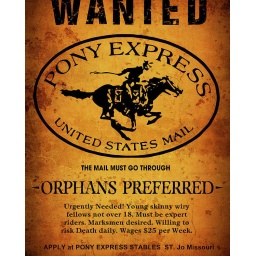 WANTED
PONY EXPRESS
UNITED STATES MAIL
THE MAIL MUST GO THROUGH
-ORPHANS PREFERRED-
Urgently Needed! Young skinny wiry
fellows not over 18. Must be expert
riders. Marksmen desired. Willing to
risk Death daily. Wages $25 per Week.
APPLY at PONY EXPRESS STABLES ST. Jo Missouri